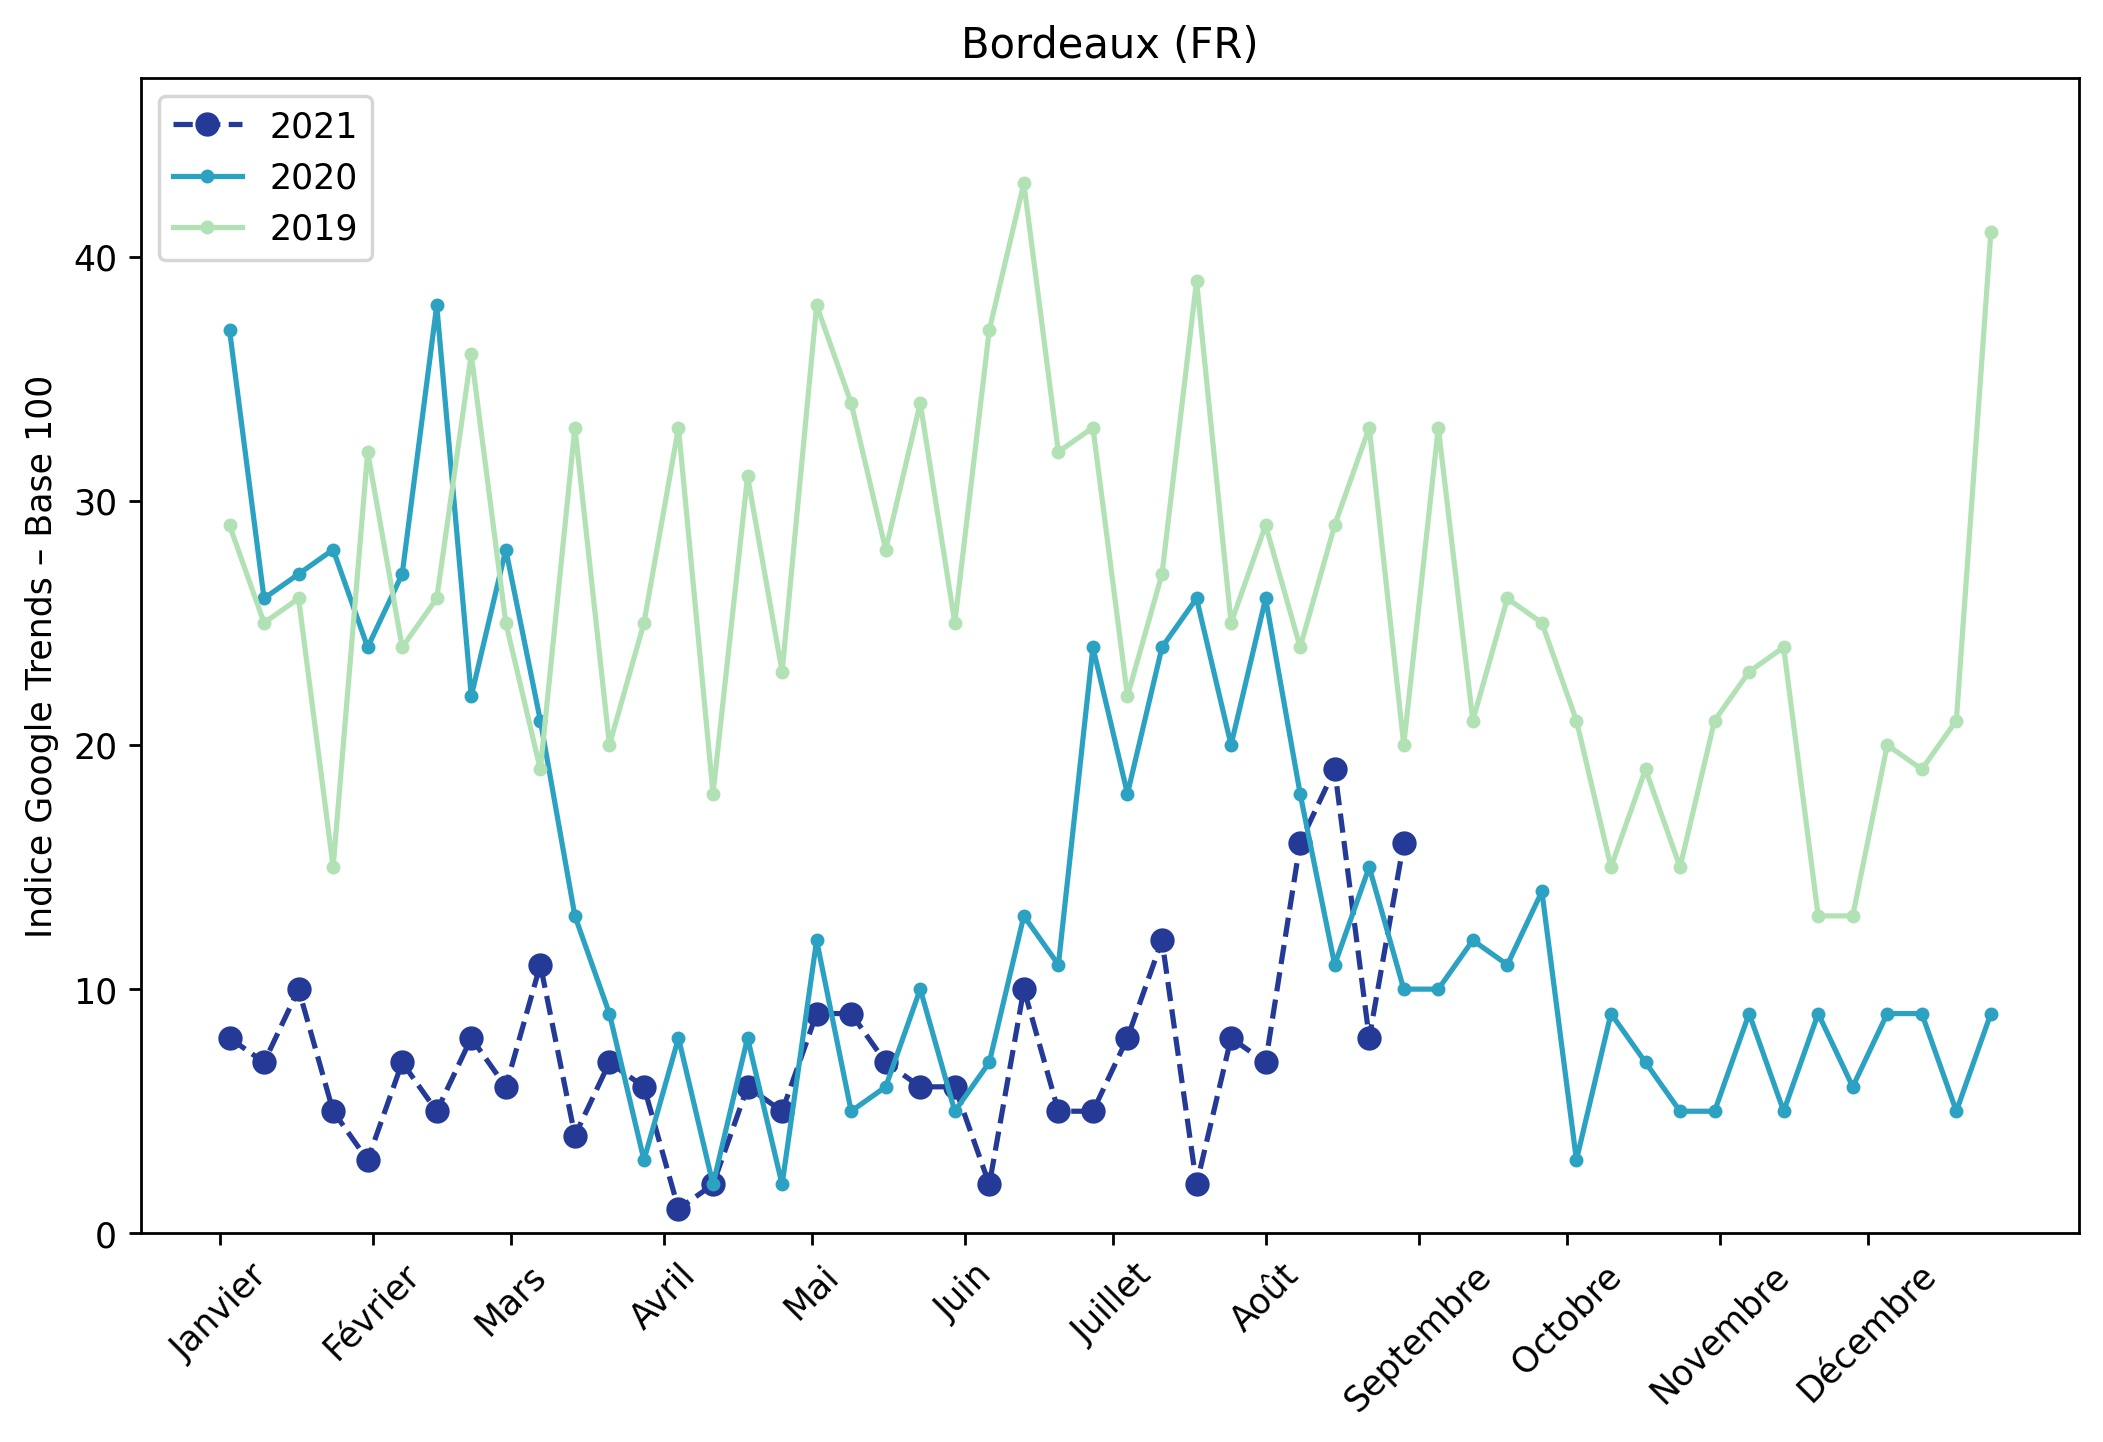 Bordeaux (FR)
2021
2020
2019
Indice Google Trends – Base 100
40
30
20
10
0
Janvier
Février
Mars
Avril
Mai
Juin
Juillet
Août
Septembre
Octobre
Novembre
Décembre